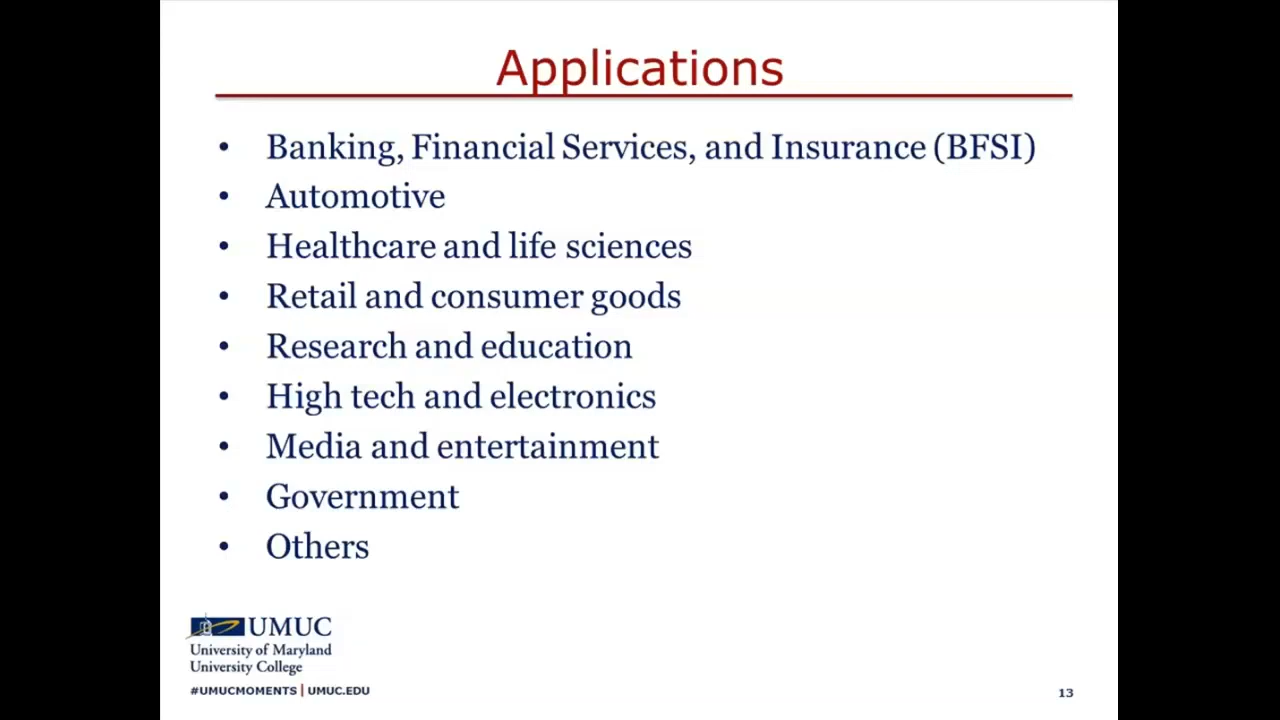 Applications
• Banking, Financial Services, and Insurance (BFSI)
• Automotive
• Healthcare and life sciences
• Retail and consumer goods
• Research and education
• High tech and electronics
• Media and entertainment
• Government
• Others
UMUC
University of Maryland
University College
#UMUCMOMENTS | UMUC.EDU
13